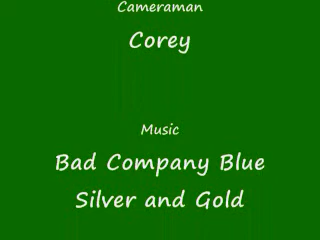 Cameraman
Corey
Music
Bad Company Blue
Silver and Gold